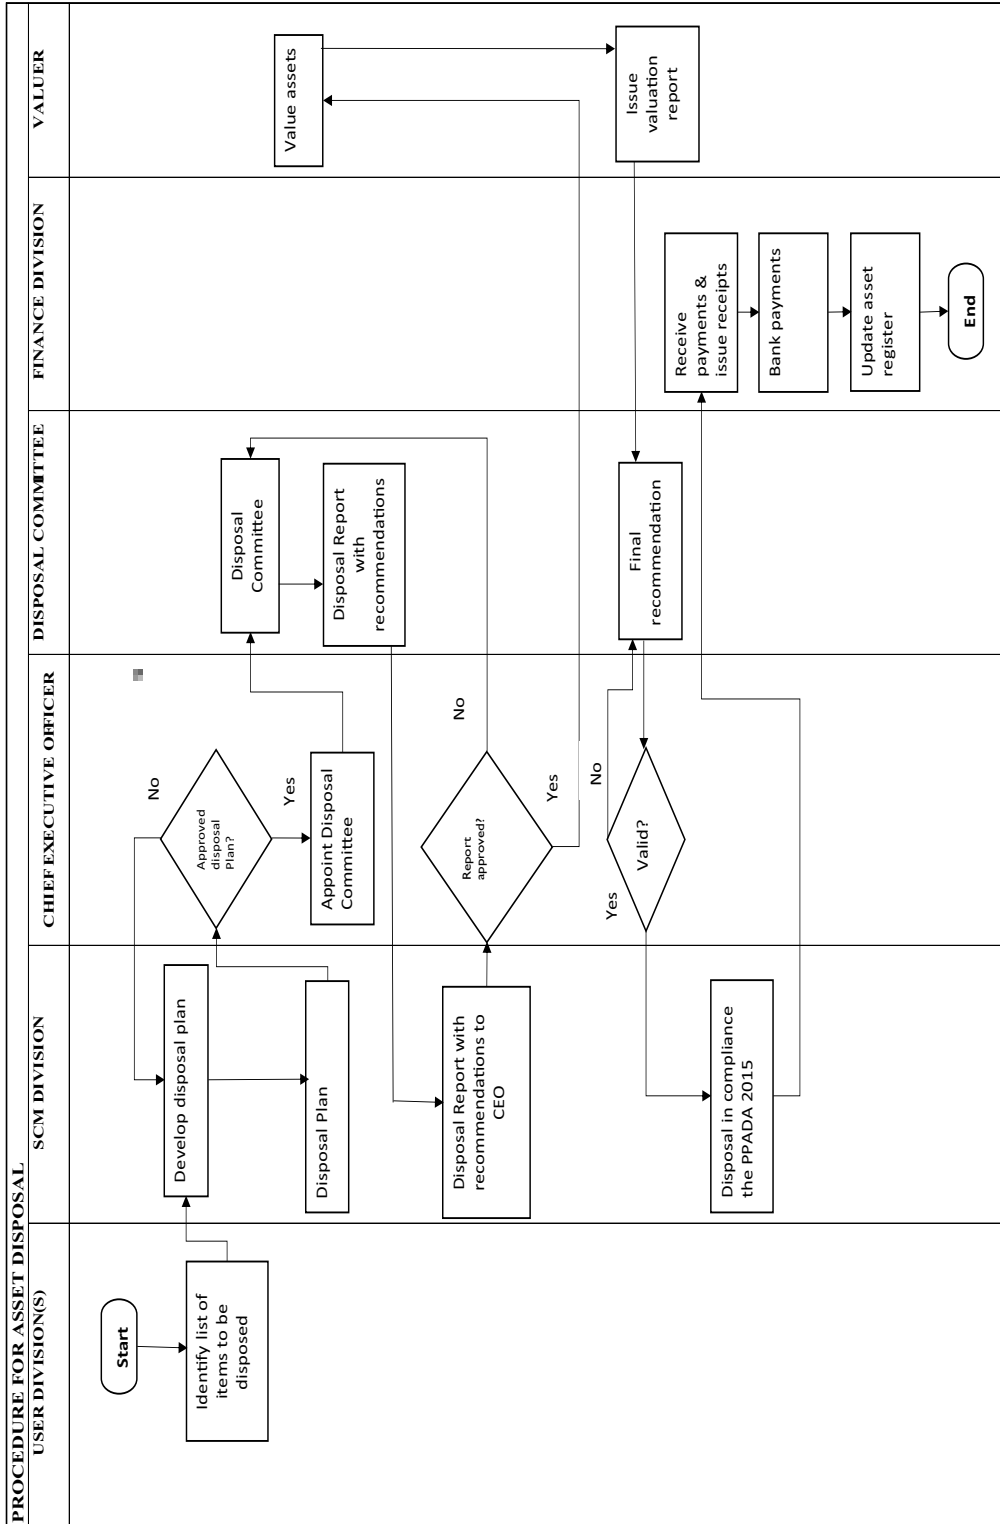 PROCEDURE FOR ASSET DISPOSAL
USER DIVISION(S)
SCM DIVISION
CHIEF EXECUTIVE OFFICER
DISPOSAL COMMITTEE
FINANCE DIVISION
VALUER
Start
Identify list of
items to be
disposed
Develop disposal plan
Disposal Plan
No
Approved
disposal
Plan?
Yes
Appoint Disposal
Committee
Disposal
Committee
Disposal Report
with
recommendations
Disposal Report with
recommendations to
CEO
Report
approved?
No
Yes
Value assets
Issue
valuation
report
Final
recommendation
No
Valid?
Yes
Disposal in compliance
the PPADA 2015
Receive
payments &
issue receipts
Bank payments
Update asset
register
End